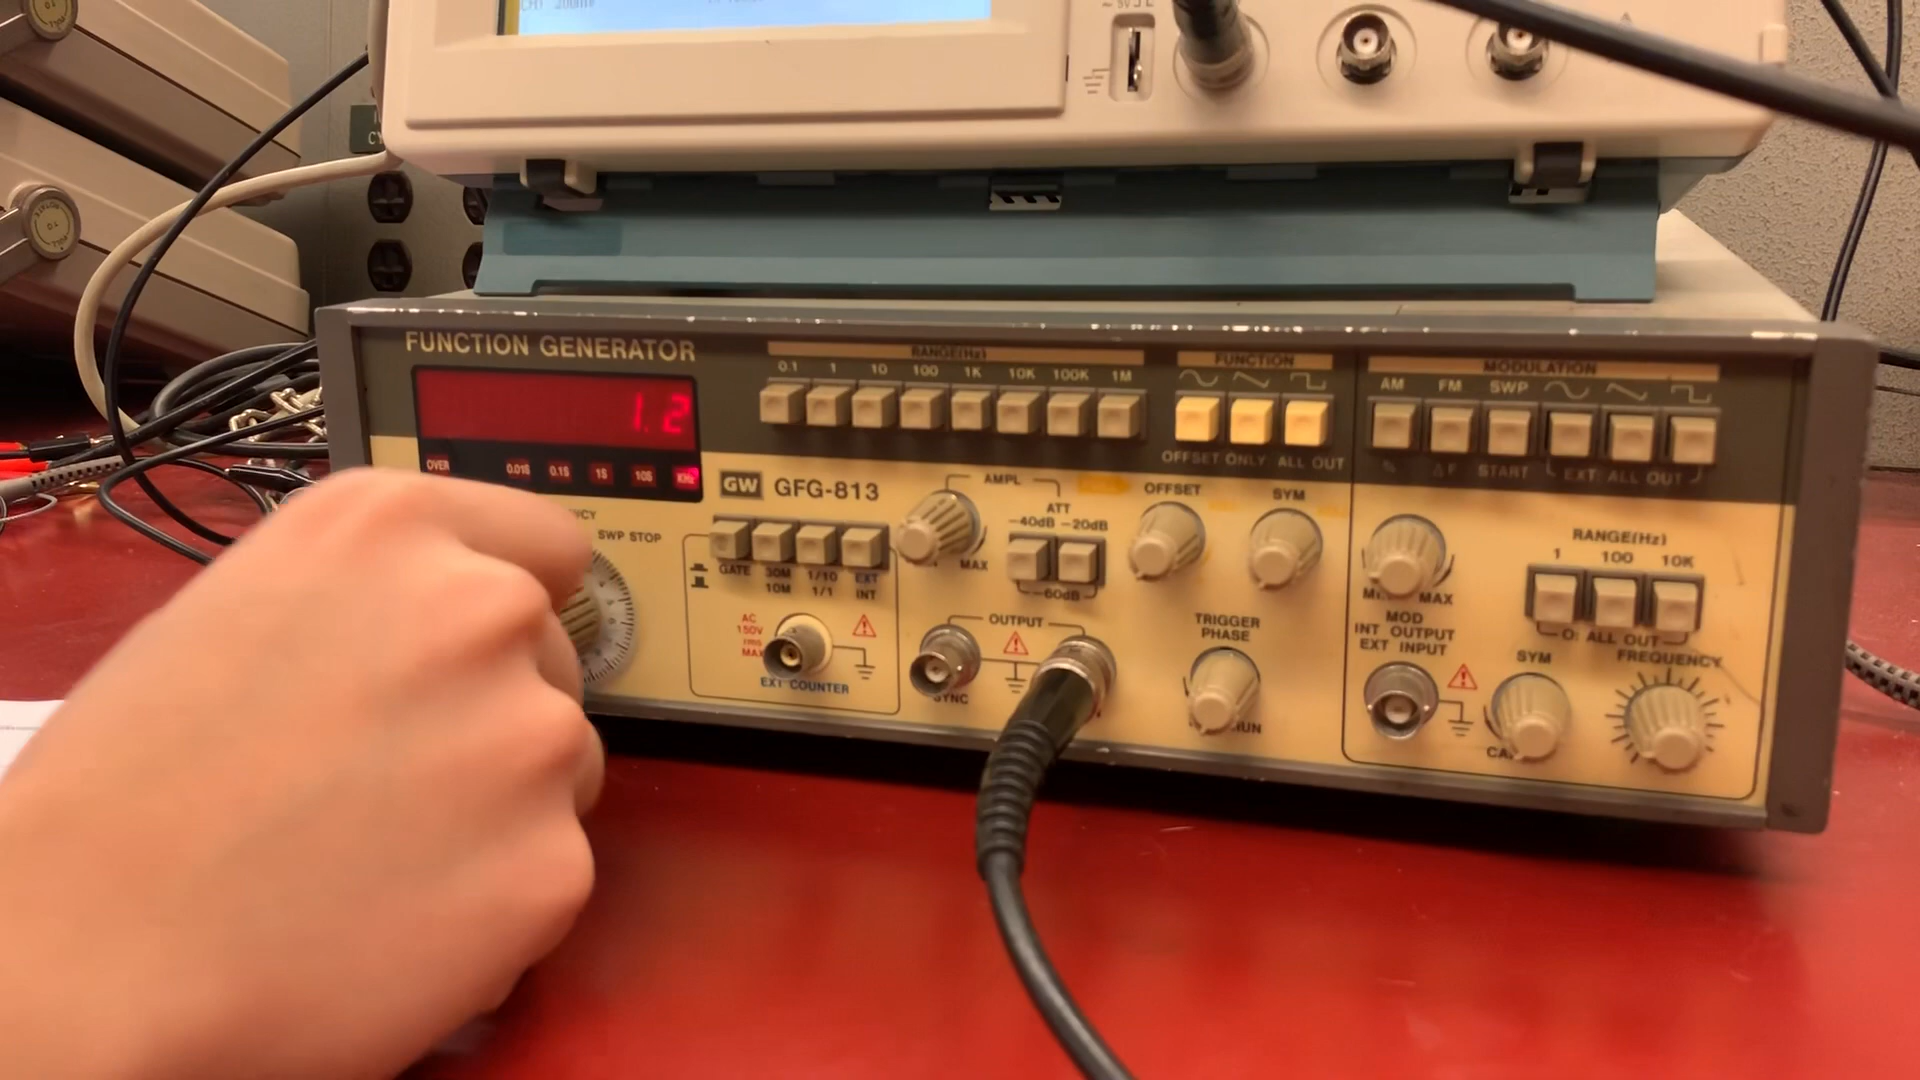 5V
FUNCTION GENERATOR
1.2
OVER 0.01S 0.1S 1S 10S KHz
RANGE(Hz)
0.1 1 10 100 1K 10K 100K 1M
FUNCTION
OFFSET ONLY ALL OUT
MODULATION
AM FM SWP
% ΔF START EXT: ALL OUT
GW GFG-813
SWP STOP
GATE 30M 1/10 EXT
10M 1/1 INT
AC
150V
rms
MAX
EXT COUNTER
AMPL
MAX
ATT
-40dB -20dB
-60dB
OFFSET
SYM
OUTPUT
TRIGGER
PHASE
MAX
MOD
INT OUTPUT
EXT INPUT
RANGE(Hz)
1 100 10K
O: ALL OUT
SYM
FREQUENCY